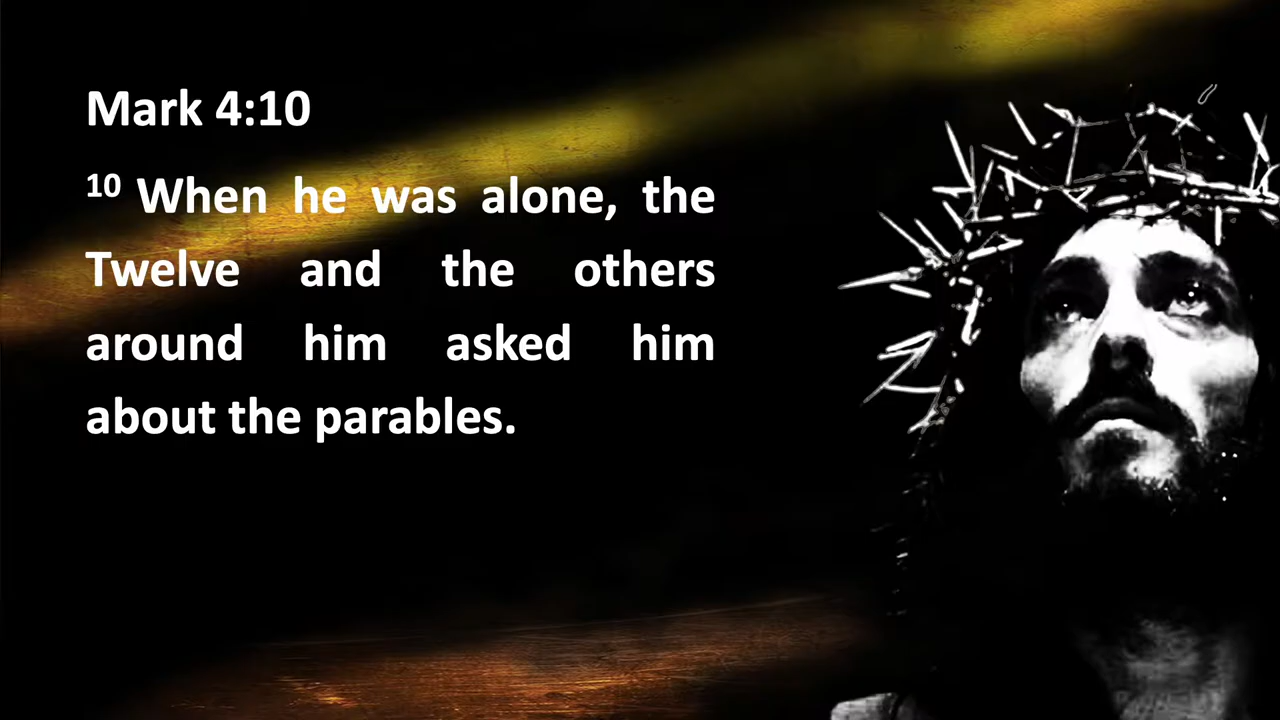 Mark 4:10
10 When he was alone, the
Twelve and the others
around him asked him
about the parables.